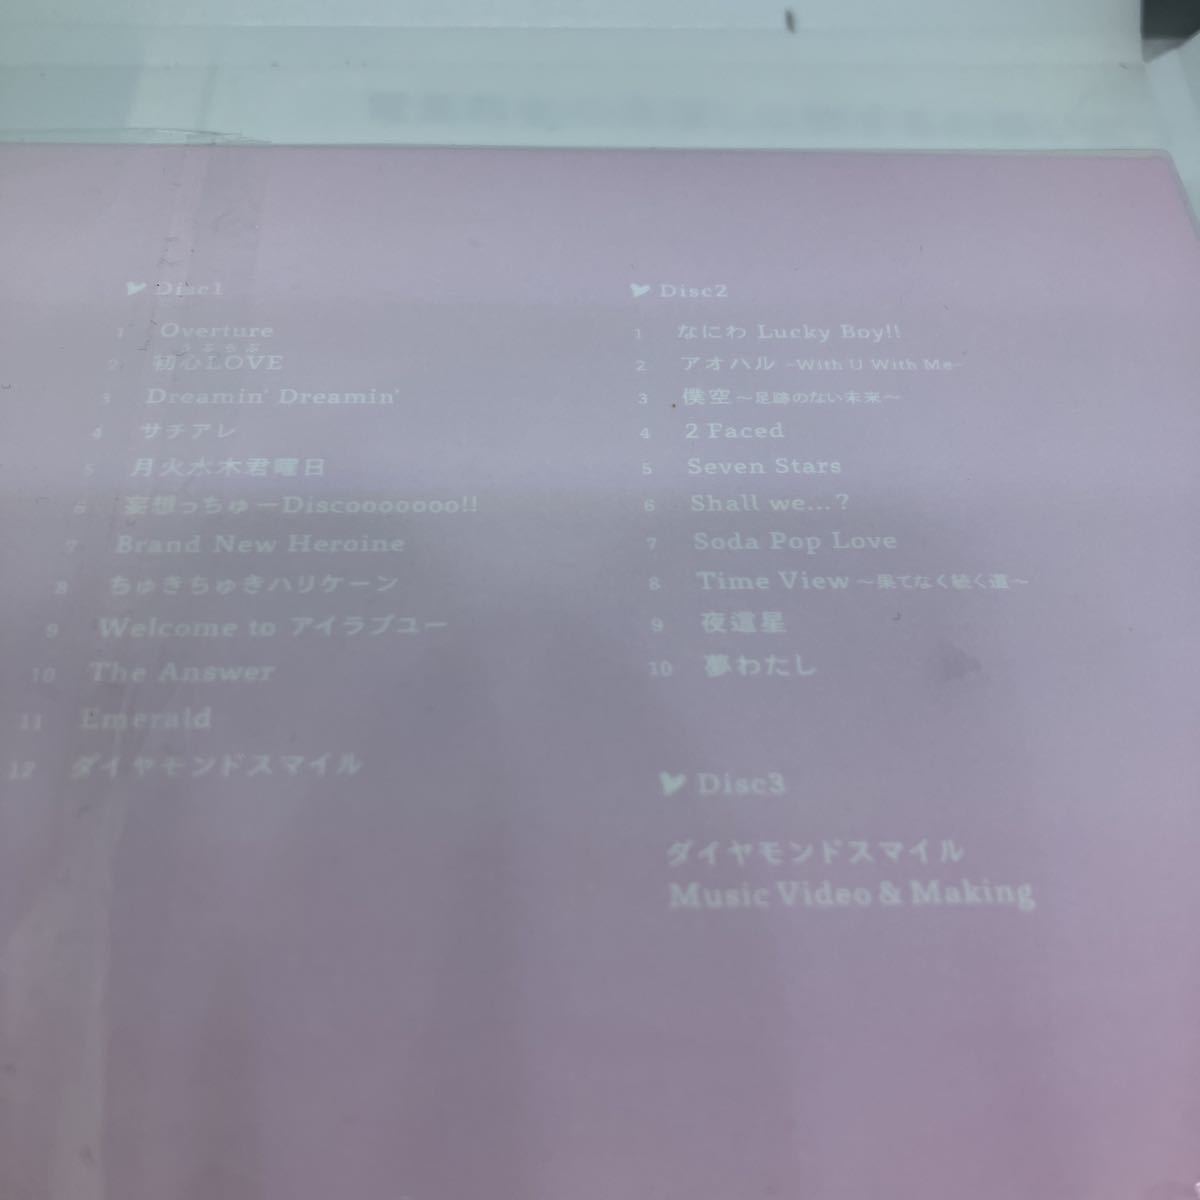 Disc1
1 Overture
2 初心LOVE
うぶらぶ
3 Dreamin' Dreamin'
4 サチアレ
5 月火水木君曜日
6 妄想っちゅーDiscooooooo!!
7 Brand New Heroine
8 ちゅきちゅきハリケーン
9 Welcome to アイラブユー
10 The Answer
11 Emerald
12 ダイヤモンドスマイル
Disc2
1 なにわ Lucky Boy!!
2 アオハル -With U With Me-
3 僕空〜足跡のない未来〜
4 2 Faced
5 Seven Stars
6 Shall we...?
7 Soda Pop Love
8 Time View〜果てなく続く道〜
9 夜這星
10 夢わたし
Disc3
ダイヤモンドスマイル
Music Video & Making